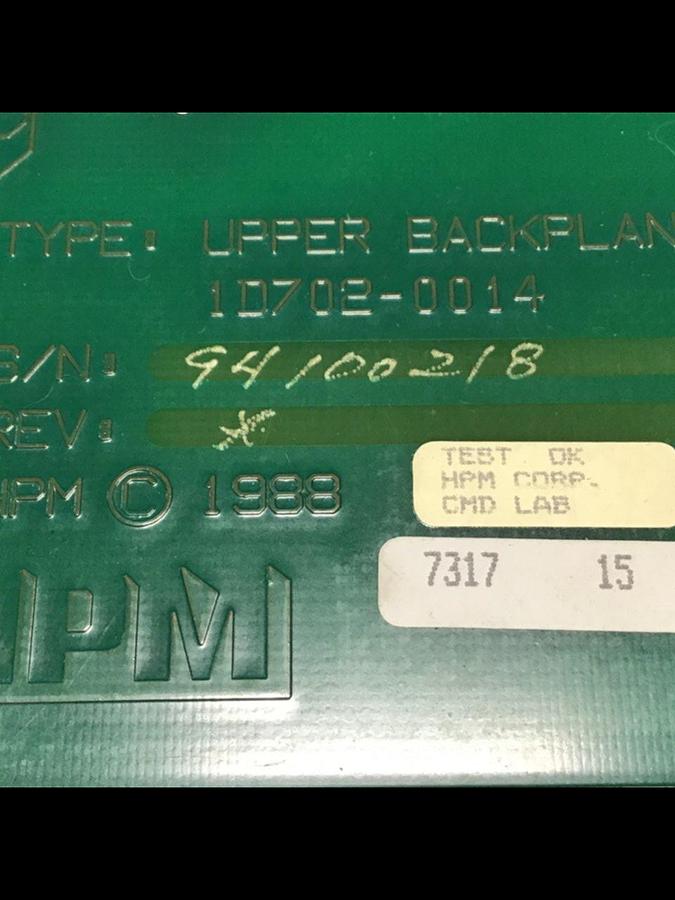 TYPE: UPPER BACKPLAN
1D702-0014
S/N: 94100218
REV:
HPM © 1988
TEST OK
HPM CORP.
CMD LAB
7317 15
HPM